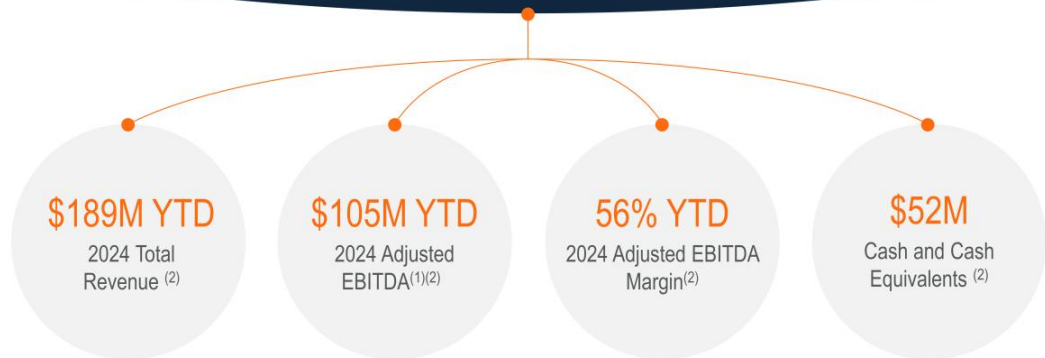 $189M YTD
2024 Total
Revenue (2)
$105M YTD
2024 Adjusted
EBITDA(1)(2)
56% YTD
2024 Adjusted EBITDA
Margin(2)
$52M
Cash and Cash
Equivalents (2)